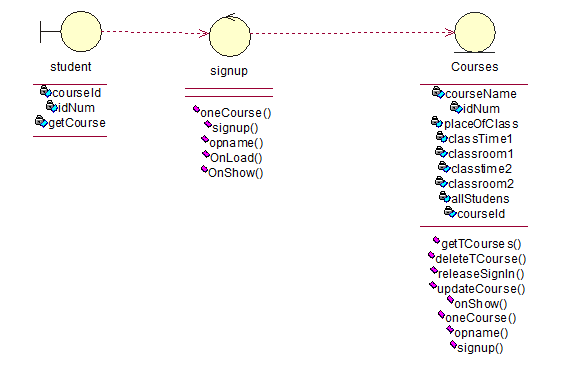 student
courseId
idNum
getCourse
signup
oneCourse()
signup()
opname()
OnLoad()
OnShow()
Courses
courseName
idNum
placeOfClass
classTime1
classroom1
classtime2
classroom2
allStudens
courseId
getTCourses()
deleteTCourse()
releaseSignIn()
updateCourse()
onShow()
oneCourse()
opname()
signup()